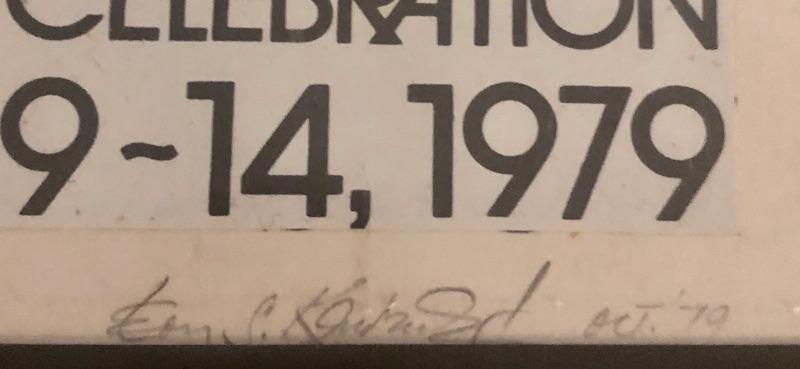 CELEBRATION
9~14, 1979
OCT. '79